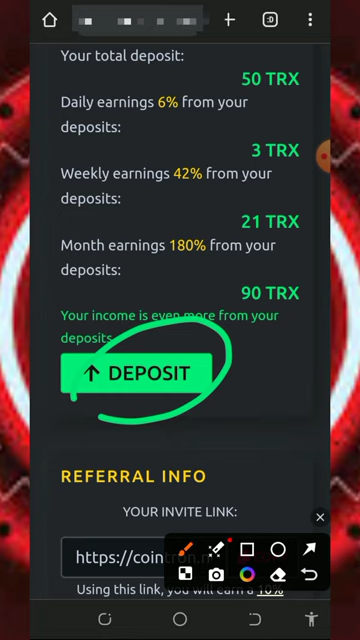 :D
Your total deposit:
50 TRX
Daily earnings 6% from your
deposits:
3 TRX
Weekly earnings 42% from your
deposits:
21 TRX
Month earnings 180% from your
deposits:
90 TRX
Your income is even more from your
deposits
DEPOSIT
REFERRAL INFO
YOUR INVITE LINK:
https://cointron.
Using this link, you will earn a 10%